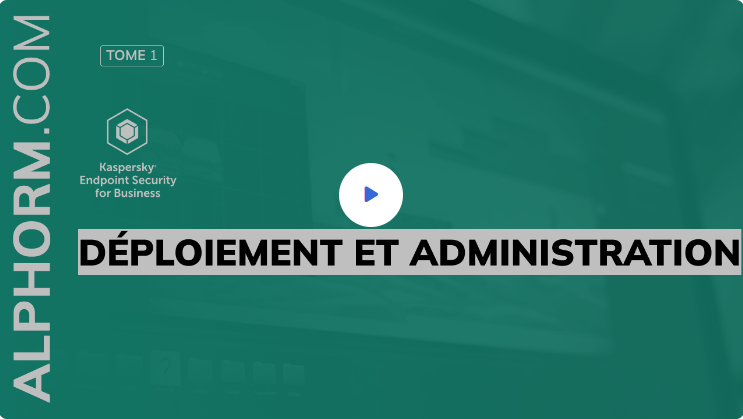 ALPHORM.COM
TOME 1
Kaspersky
Endpoint Security
for Business
DÉPLOIEMENT ET ADMINISTRATION